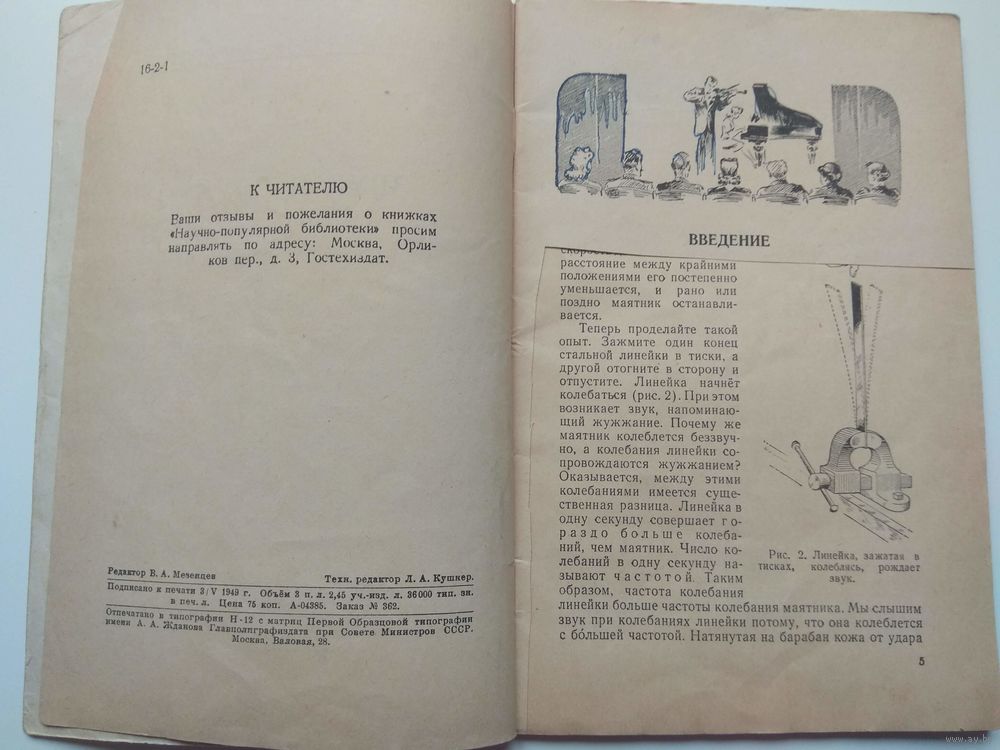 16-2-1
К ЧИТАТЕЛЮ
Ваши отзывы и пожелания о книжках
«Научно-популярной библиотеки» просим
направлять по адресу: Москва, Орли-
ков пер., д. 3, Гостехиздат.
Редактор В. А. Мезенцев
Техн. редактор Л. А. Кушнер.
Подписано к печати 3/V 1949 г. Объём 3 п. л. 2,45 уч.-изд. л. 36 000 тип. зн.
в печ. л. Цена 75 коп. А-04385. Заказ № 362.
Отпечатано в типографии Н-12 с матриц Первой Образцовой типографии
имени А. А. Жданова Главполиграфиздата при Совете Министров СССР.
Москва, Валовая, 28.
ВВЕДЕНИЕ
расстояние между крайними
положениями его постепенно
уменьшается, и рано или
поздно маятник останавли-
вается.
Теперь проделайте такой
опыт. Зажмите один конец
стальной линейки в тиски, а
другой отогните в сторону и
отпустите. Линейка начнёт
колебаться (рис. 2). При этом
возникает звук, напоминаю-
щий жужжание. Почему же
маятник колеблется беззвуч-
но, а колебания линейки со-
провождаются жужжанием?
Оказывается, между этими
колебаниями имеется суще-
ственная разница. Линейка в
одну секунду совершает го-
раздо больше колеба-
ний, чем маятник. Число ко-
лебаний в одну секунду на-
зывают частотой. Таким
образом, частота колебания
линейки больше частоты колебания маятника. Мы слышим
звук при колебаниях линейки потому, что она колеблется
с бо́льшей частотой. Натянутая на барабан кожа от удара
Рис. 2. Линейка, зажатая в
тисках, колеблясь, рождает
звук.
5
www.ay.by